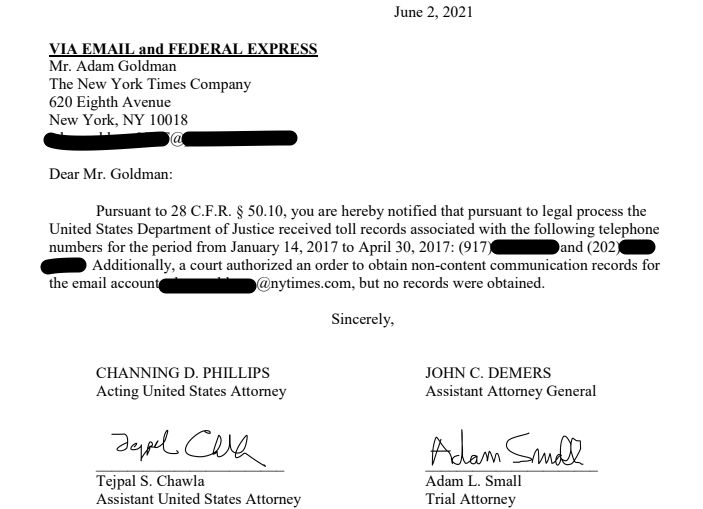 June 2, 2021
VIA EMAIL and FEDERAL EXPRESS
Mr. Adam Goldman
The New York Times Company
620 Eighth Avenue
New York, NY 10018
@
Dear Mr. Goldman:
Pursuant to 28 C.F.R. § 50.10, you are hereby notified that pursuant to legal process the
United States Department of Justice received toll records associated with the following telephone
numbers for the period from January 14, 2017 to April 30, 2017: (917) and (202)
Additionally, a court authorized an order to obtain non-content communication records for
the email account @nytimes.com, but no records were obtained.
Sincerely,
CHANNING D. PHILLIPS
Acting United States Attorney
JOHN C. DEMERS
Assistant Attorney General
Tejpal Chawla
Tejpal S. Chawla
Assistant United States Attorney
Adam Small
Adam L. Small
Trial Attorney